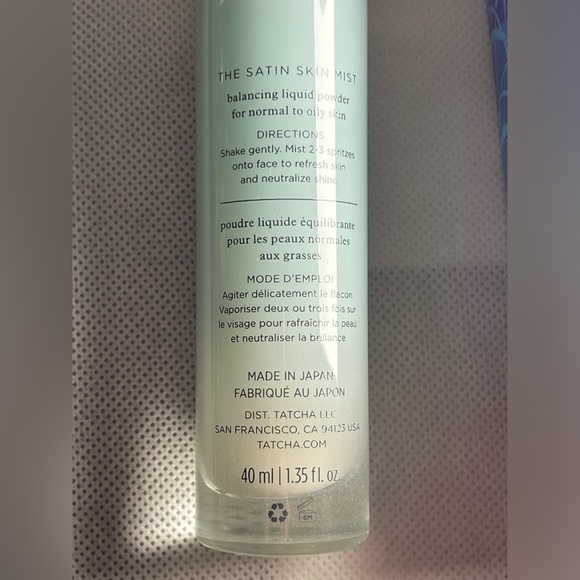 THE SATIN SKIN MIST
balancing liquid powder
for normal to oily skin
DIRECTIONS
Shake gently. Mist 2-3 spritzes
onto face to refresh skin
and neutralize shine.
poudre liquide équilibrante
pour les peaux normales
aux grasses
MODE D'EMPLOI
Agiter délicatement le flacon.
Vaporiser deux ou trois fois sur
le visage pour rafraîchir la peau
et neutraliser la brillance.
MADE IN JAPAN
FABRIQUÉ AU JAPON
DIST. TATCHA LLC
SAN FRANCISCO, CA 94123 USA
TATCHA.COM
40 ml | 1.35 fl. oz.
6M